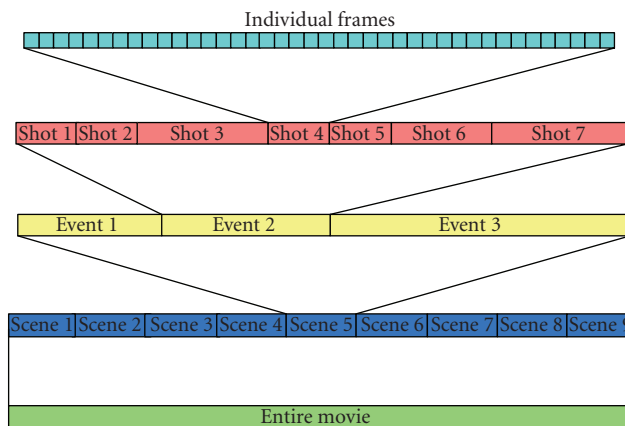 Individual frames
Shot 1 Shot 2 Shot 3 Shot 4 Shot 5 Shot 6 Shot 7
Event 1 Event 2 Event 3
Scene 1 Scene 2 Scene 3 Scene 4 Scene 5 Scene 6 Scene 7 Scene 8 Scene 9
Entire movie